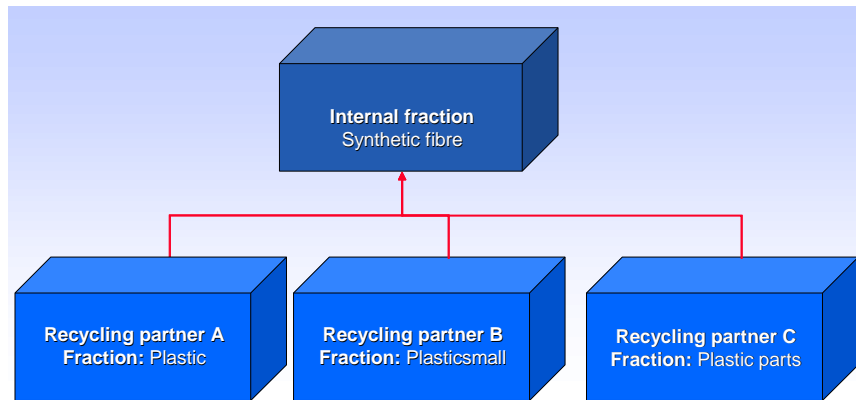 Internal fraction
Synthetic fibre
Recycling partner A
Fraction: Plastic
Recycling partner B
Fraction: Plasticsmall
Recycling partner C
Fraction: Plastic parts